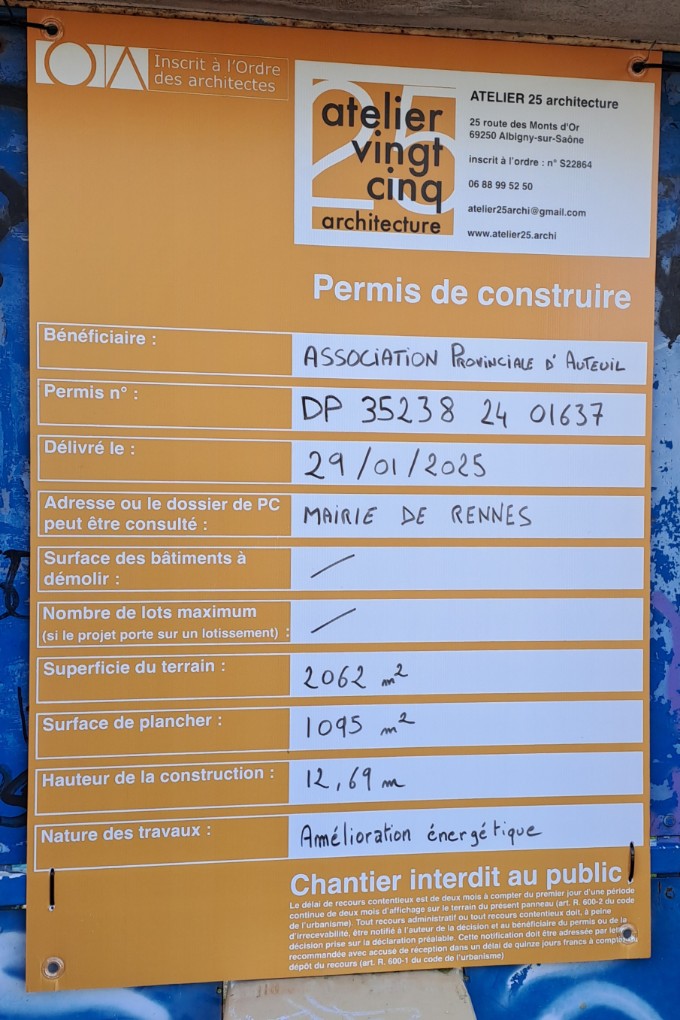 Inscrit à l'Ordre
des architectes
25
atelier
vingt
cinq
architecture
ATELIER 25 architecture
25 route des Monts d'Or
69250 Albigny-sur-Saône
inscrit à l'ordre : n° S22864
06 88 99 52 50
atelier25archi@gmail.com
www.atelier25.archi
Permis de construire
Bénéficiaire :
ASSOCIATION PROVINCIALE D'AUTEUIL
Permis n° :
DP 35238 24 01637
Délivré le :
29/01/2025
Adresse ou le dossier de PC
peut être consulté :
MAIRIE DE RENNES
Surface des bâtiments à
démolir :
/
Nombre de lots maximum
(si le projet porte sur un lotissement) :
/
Superficie du terrain :
2062 m²
Surface de plancher :
1095 m²
Hauteur de la construction :
12,69 m
Nature des travaux :
Amélioration énergétique
Chantier interdit au public
Le délai de recours contentieux est de deux mois à compter du premier jour d'une période
continue de deux mois d'affichage sur le terrain du présent panneau (art. R. 600-2 du code
de l'urbanisme). Tout recours administratif ou tout recours contentieux doit, à peine
d'irrecevabilité, être notifié à l'auteur de la décision et au bénéficiaire du permis ou de la
décision prise sur la déclaration préalable. Cette notification doit être adressée par
recommandée avec accusé de réception dans un délai de quinze jours francs à compter du
dépôt du recours (art. R. 600-1 du code de l'urbanisme)